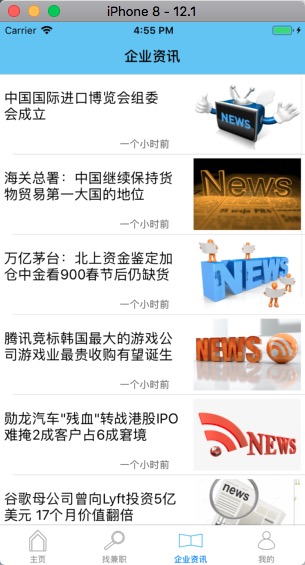 iPhone 8 - 12.1
Carrier
4:55 PM
企业资讯
中国国际进口博览会组委
会成立
NEWS
一个小时前
海关总署：中国继续保持货
物贸易第一大国的地位
News
一个小时前
万亿茅台：北上资金鉴定加
仓中金看900春节后仍缺货
NEWS
一个小时前
腾讯竞标韩国最大的游戏公
司游戏业最贵收购有望诞生
NEWS
一个小时前
勋龙汽车"残血"转战港股IPO
难掩2成客户占6成窘境
NEWS
一个小时前
谷歌母公司曾向Lyft投资5亿
美元 17个月价值翻倍
news
主页
找兼职
企业资讯
我的